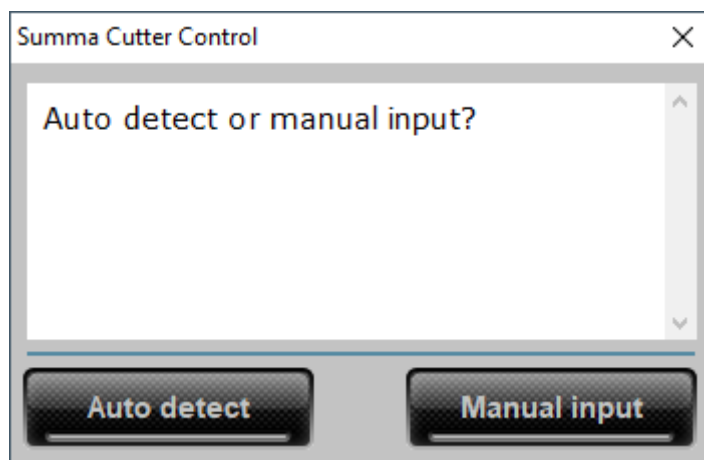 Summa Cutter Control
Auto detect or manual input?
Auto detect
Manual input